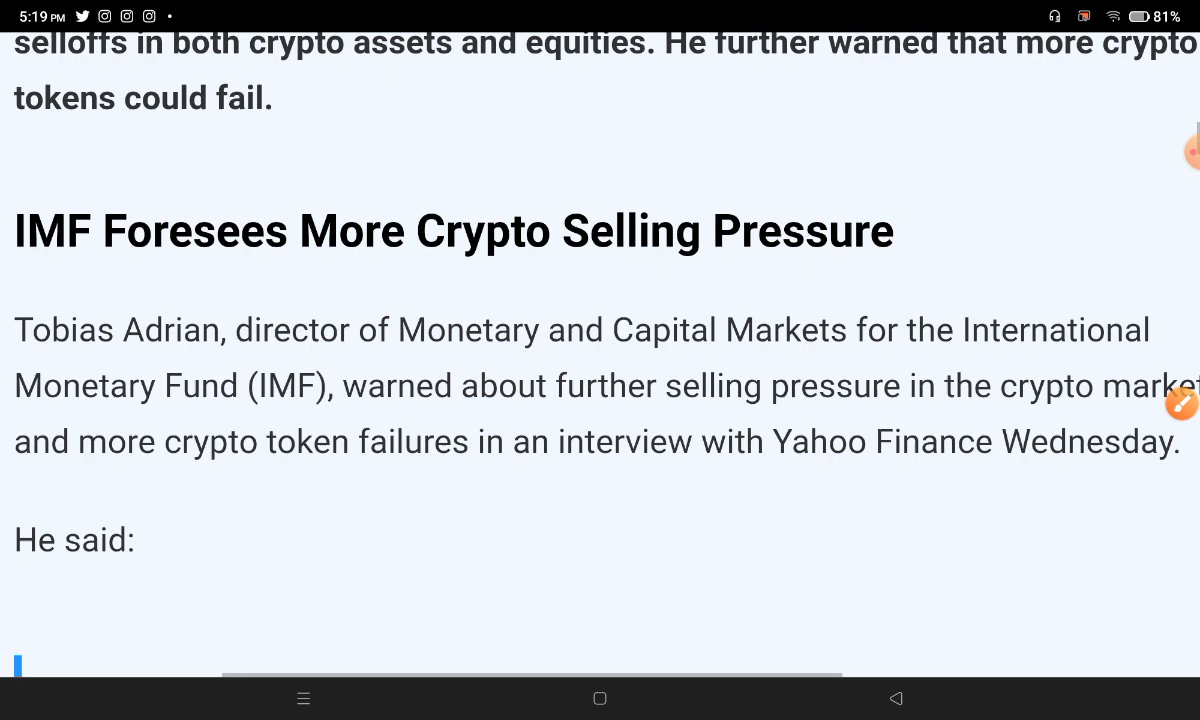 5:19 PM
81%
selloffs in both crypto assets and equities. He further warned that more crypto
tokens could fail.
IMF Foresees More Crypto Selling Pressure
Tobias Adrian, director of Monetary and Capital Markets for the International
Monetary Fund (IMF), warned about further selling pressure in the crypto market
and more crypto token failures in an interview with Yahoo Finance Wednesday.
He said: